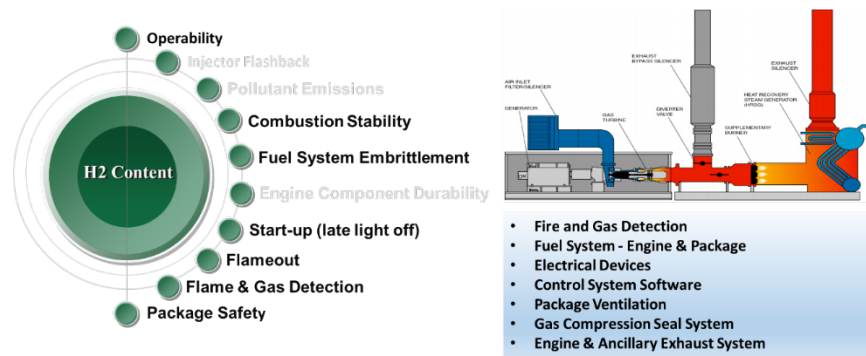 Operability
Injector Flashback
Pollutant Emissions
Combustion Stability
H2 Content
Fuel System Embrittlement
Engine Component Durability
Start-up (late light off)
Flameout
Flame & Gas Detection
Package Safety
EXHAUST
BYPASS SILENCER
EXHAUST
SILENCER
AIR INLET
FILTER/SILENCER
GENERATOR
GAS
TURBINE
DIVERTER
VALVE
HEAT RECOVERY
STEAM GENERATOR
(HRSG)
SUPPLEMENTARY
BURNER
• Fire and Gas Detection
• Fuel System - Engine & Package
• Electrical Devices
• Control System Software
• Package Ventilation
• Gas Compression Seal System
• Engine & Ancillary Exhaust System